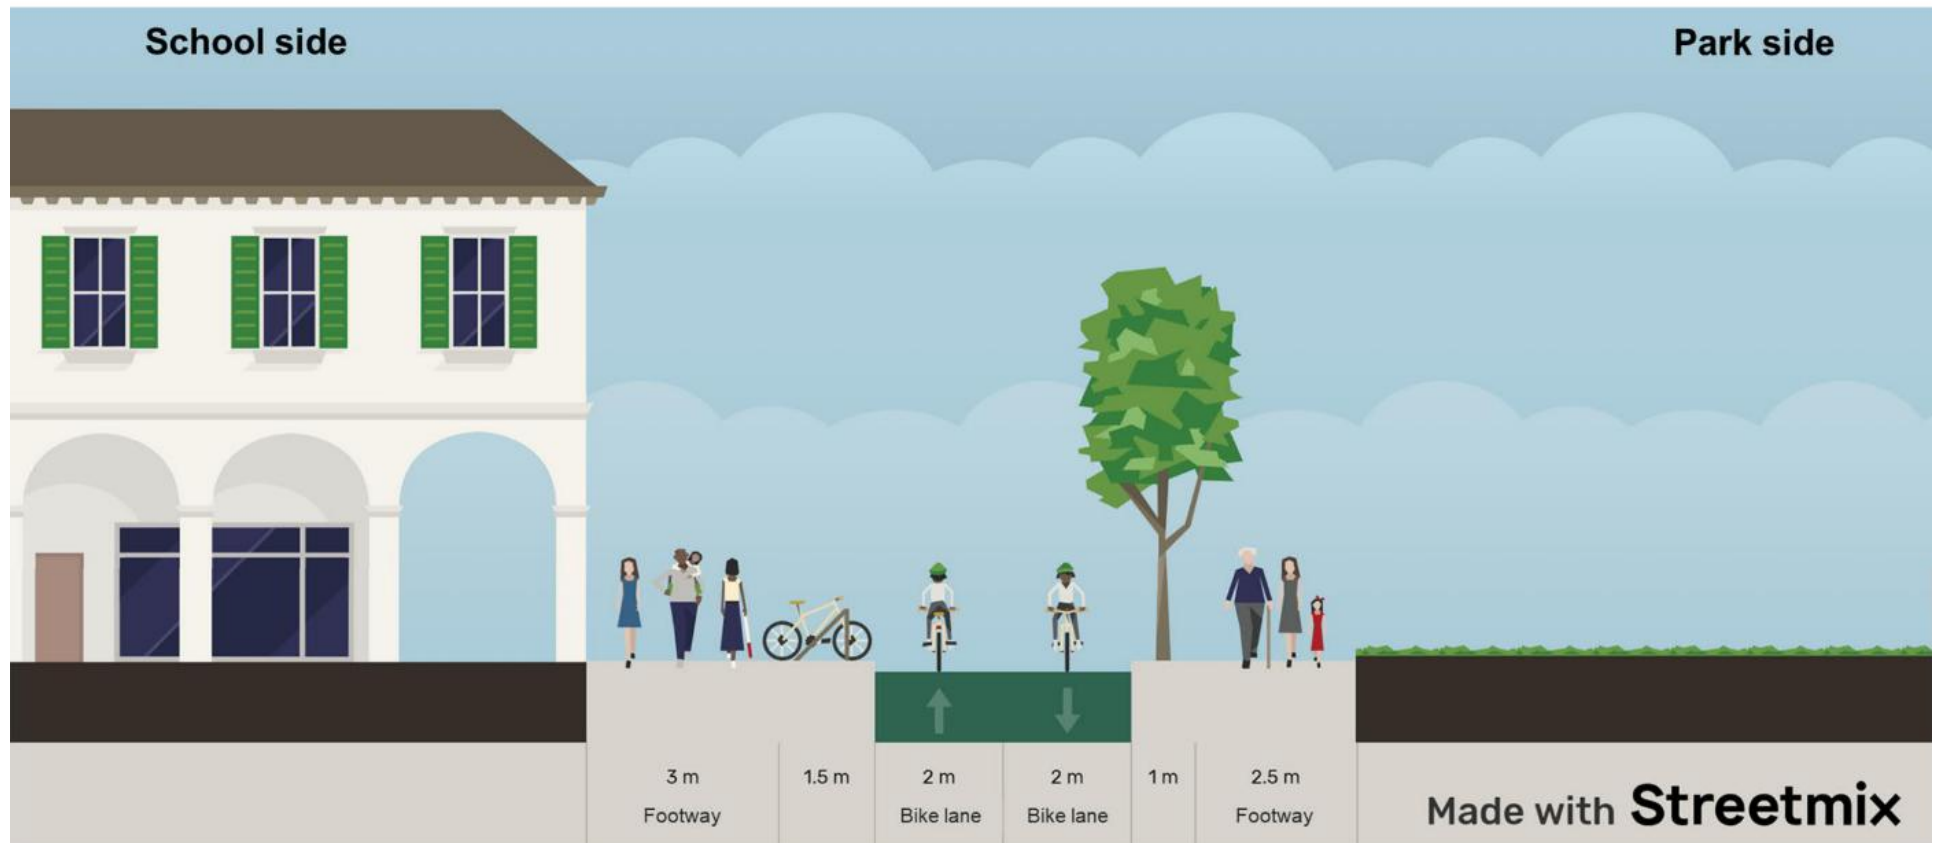 School side
Park side
3 m
1.5 m
2 m
2 m
1 m
2.5 m
Footway
Bike lane
Bike lane
Footway
Made with Streetmix